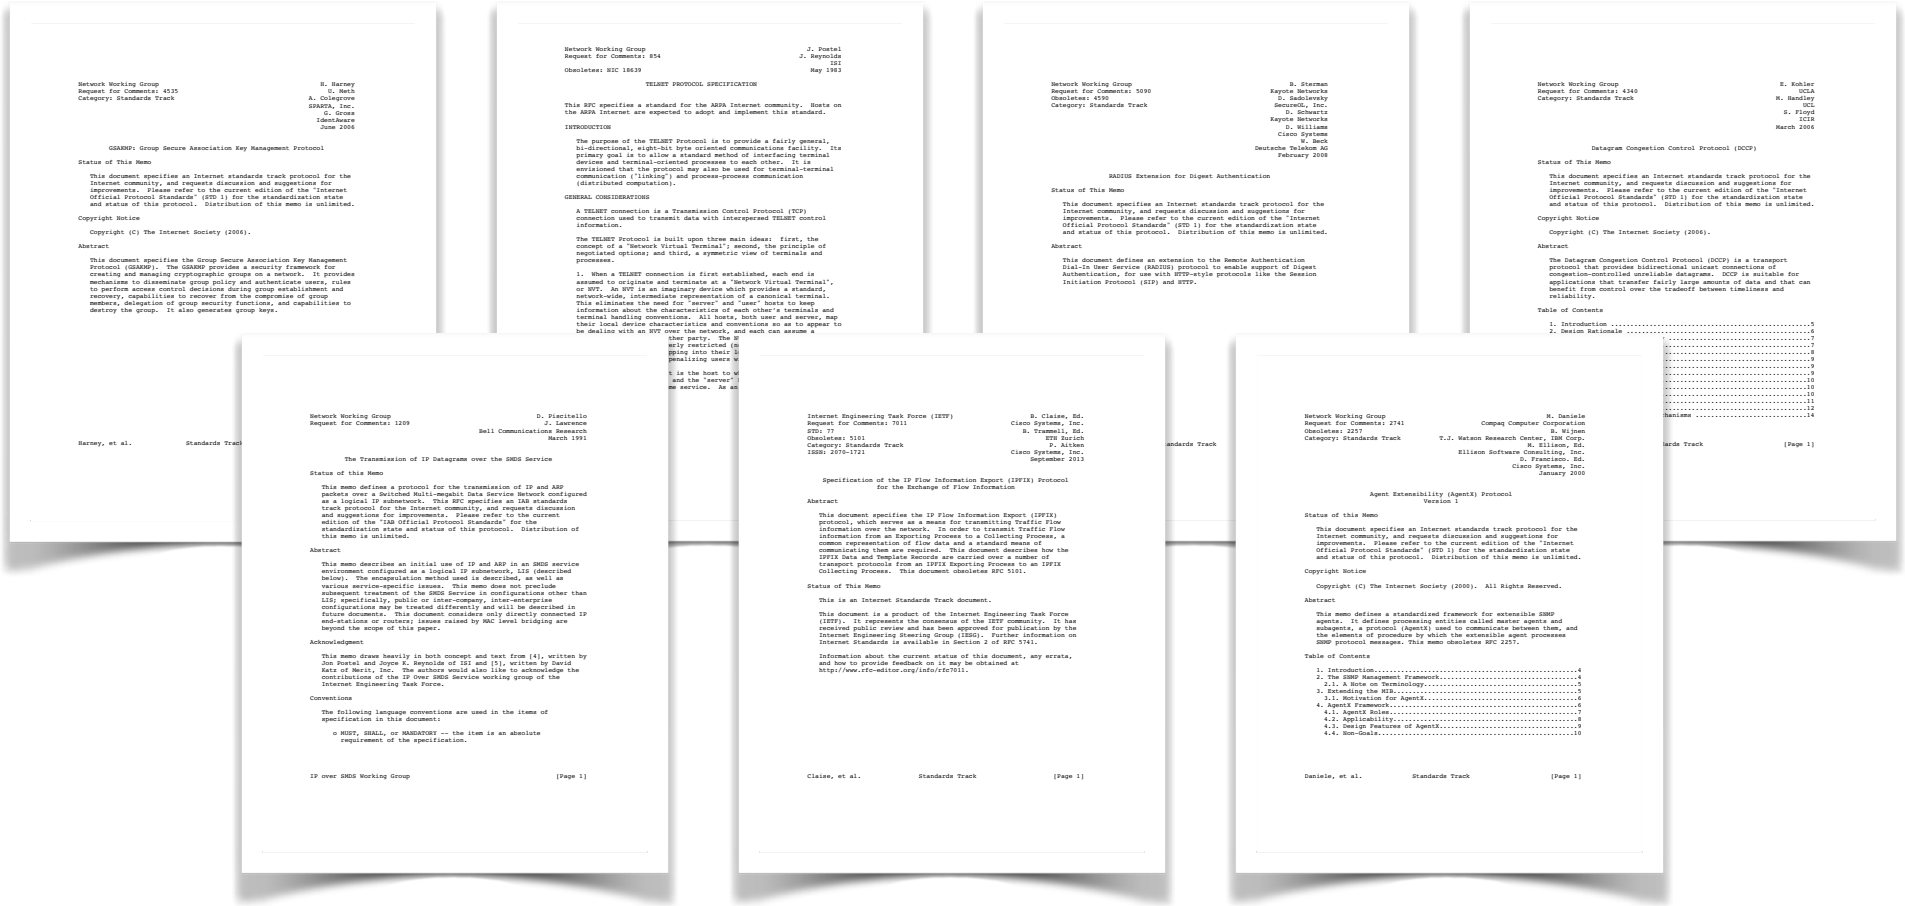 Network Working Group H. Harney
Request for Comments: 4535 U. Meth
Category: Standards Track A. Colegrove
SPARTA, Inc.
G. Gross
IdentAware
June 2006
GSAKMP: Group Secure Association Key Management Protocol
Status of This Memo
This document specifies an Internet standards track protocol for the
Internet community, and requests discussion and suggestions for
improvements. Please refer to the current edition of the "Internet
Official Protocol Standards" (STD 1) for the standardization state
and status of this protocol. Distribution of this memo is unlimited.
Copyright Notice
Copyright (C) The Internet Society (2006).
Abstract
This document specifies the Group Secure Association Key Management
Protocol (GSAKMP). The GSAKMP provides a security framework for
creating and managing cryptographic groups on a network. It provides
mechanisms to disseminate group policy and authenticate users, rules
to perform access control decisions during group establishment and
recovery, capabilities to recover from the compromise of group
members, delegation of group security functions, and capabilities to
destroy the group. It also generates group keys.
Harney, et al. Standards Track
Network Working Group J. Postel
Request for Comments: 854 J. Reynolds
ISI
Obsoletes: NIC 18639 May 1983
TELNET PROTOCOL SPECIFICATION
This RFC specifies a standard for the ARPA Internet community. Hosts on
the ARPA Internet are expected to adopt and implement this standard.
INTRODUCTION
The purpose of the TELNET Protocol is to provide a fairly general,
bi-directional, eight-bit byte oriented communications facility. Its
primary goal is to allow a standard method of interfacing terminal
devices and terminal-oriented processes to each other. It is
envisioned that the protocol may also be used for terminal-terminal
communication ("linking") and process-process communication
(distributed computation).
GENERAL CONSIDERATIONS
A TELNET connection is a Transmission Control Protocol (TCP)
connection used to transmit data with interspersed TELNET control
information.
The TELNET Protocol is built upon three main ideas: first, the
concept of a "Network Virtual Terminal"; second, the principle of
negotiated options; and third, a symmetric view of terminals and
processes.
1. When a TELNET connection is first established, each end is
assumed to originate and terminate at a "Network Virtual Terminal",
or NVT. An NVT is an imaginary device which provides a standard,
network-wide, intermediate representation of a canonical terminal.
This eliminates the need for "server" and "user" hosts to keep
information about the characteristics of each other's terminals and
terminal handling conventions. All hosts, both user and server, map
their local device characteristics and conventions so as to appear to
be dealing with an NVT over the network, and each can assume a
ther party. The N
erly restricted (n
pping into their l
penalizing users w
t is the host to w
and the "server"
me service. As an
Network Working Group B. Sterman
Request for Comments: 5090 Kayote Networks
Obsoletes: 4590 D. Sadolevsky
Category: Standards Track SecureOL, Inc.
D. Schwartz
Kayote Networks
D. Williams
Cisco Systems
W. Beck
Deutsche Telekom AG
February 2008
RADIUS Extension for Digest Authentication
Status of This Memo
This document specifies an Internet standards track protocol for the
Internet community, and requests discussion and suggestions for
improvements. Please refer to the current edition of the "Internet
Official Protocol Standards" (STD 1) for the standardization state
and status of this protocol. Distribution of this memo is unlimited.
Abstract
This document defines an extension to the Remote Authentication
Dial-In User Service (RADIUS) protocol to enable support of Digest
Authentication, for use with HTTP-style protocols like the Session
Initiation Protocol (SIP) and HTTP.
andards Track
Network Working Group E. Kohler
Request for Comments: 4340 UCLA
Category: Standards Track M. Handley
UCL
S. Floyd
ICIR
March 2006
Datagram Congestion Control Protocol (DCCP)
Status of This Memo
This document specifies an Internet standards track protocol for the
Internet community, and requests discussion and suggestions for
improvements. Please refer to the current edition of the "Internet
Official Protocol Standards" (STD 1) for the standardization state
and status of this protocol. Distribution of this memo is unlimited.
Copyright Notice
Copyright (C) The Internet Society (2006).
Abstract
The Datagram Congestion Control Protocol (DCCP) is a transport
protocol that provides bidirectional unicast connections of
congestion-controlled unreliable datagrams. DCCP is suitable for
applications that transfer fairly large amounts of data and that can
benefit from control over the tradeoff between timeliness and
reliability.
Table of Contents
1. Introduction ....................................................5
2. Design Rationale ................................................6
7
7
8
9
9
10
10
11
12
hanisms ..............................14
ards Track [Page 1]
Network Working Group D. Piscitello
Request for Comments: 1209 J. Lawrence
Bell Communications Research
March 1991
The Transmission of IP Datagrams over the SMDS Service
Status of this Memo
This memo defines a protocol for the transmission of IP and ARP
packets over a Switched Multi-megabit Data Service Network configured
as a logical IP subnetwork. This RFC specifies an IAB standards
track protocol for the Internet community, and requests discussion
and suggestions for improvements. Please refer to the current
edition of the "IAB Official Protocol Standards" for the
standardization state and status of this protocol. Distribution of
this memo is unlimited.
Abstract
This memo describes an initial use of IP and ARP in an SMDS service
environment configured as a logical IP subnetwork, LIS (described
below). The encapsulation method used is described, as well as
various service-specific issues. This memo does not preclude
subsequent treatment of the SMDS Service in configurations other than
LIS; specifically, public or inter-company, inter-enterprise
configurations may be treated differently and will be described in
future documents. This document considers only directly connected IP
end-stations or routers; issues raised by MAC level bridging are
beyond the scope of this paper.
Acknowledgment
This memo draws heavily in both concept and text from [4], written by
Jon Postel and Joyce K. Reynolds of ISI and [5], written by David
Katz of Merit, Inc. The authors would also like to acknowledge the
contributions of the IP Over SMDS Service working group of the
Internet Engineering Task Force.
Conventions
The following language conventions are used in the items of
specification in this document:
o MUST, SHALL, or MANDATORY -- the item is an absolute
requirement of the specification.
IP over SMDS Working Group [Page 1]
Internet Engineering Task Force (IETF) B. Claise, Ed.
Request for Comments: 7011 Cisco Systems, Inc.
STD: 77 B. Trammell, Ed.
Obsoletes: 5101 ETH Zurich
Category: Standards Track P. Aitken
ISSN: 2070-1721 Cisco Systems, Inc.
September 2013
Specification of the IP Flow Information Export (IPFIX) Protocol
for the Exchange of Flow Information
Abstract
This document specifies the IP Flow Information Export (IPFIX)
protocol, which serves as a means for transmitting Traffic Flow
information over the network. In order to transmit Traffic Flow
information from an Exporting Process to a Collecting Process, a
common representation of flow data and a standard means of
communicating them are required. This document describes how the
IPFIX Data and Template Records are carried over a number of
transport protocols from an IPFIX Exporting Process to an IPFIX
Collecting Process. This document obsoletes RFC 5101.
Status of This Memo
This is an Internet Standards Track document.
This document is a product of the Internet Engineering Task Force
(IETF). It represents the consensus of the IETF community. It has
received public review and has been approved for publication by the
Internet Engineering Steering Group (IESG). Further information on
Internet Standards is available in Section 2 of RFC 5741.
Information about the current status of this document, any errata,
and how to provide feedback on it may be obtained at
http://www.rfc-editor.org/info/rfc7011.
Claise, et al. Standards Track [Page 1]
Network Working Group M. Daniele
Request for Comments: 2741 Compaq Computer Corporation
Obsoletes: 2257 B. Wijnen
Category: Standards Track T.J. Watson Research Center, IBM Corp.
M. Ellison, Ed.
Ellison Software Consulting, Inc.
D. Francisco. Ed.
Cisco Systems, Inc.
January 2000
Agent Extensibility (AgentX) Protocol
Version 1
Status of this Memo
This document specifies an Internet standards track protocol for the
Internet community, and requests discussion and suggestions for
improvements. Please refer to the current edition of the "Internet
Official Protocol Standards" (STD 1) for the standardization state
and status of this protocol. Distribution of this memo is unlimited.
Copyright Notice
Copyright (C) The Internet Society (2000). All Rights Reserved.
Abstract
This memo defines a standardized framework for extensible SNMP
agents. It defines processing entities called master agents and
subagents, a protocol (AgentX) used to communicate between them, and
the elements of procedure by which the extensible agent processes
SNMP protocol messages. This memo obsoletes RFC 2257.
Table of Contents
1. Introduction.....................................................4
2. The SNMP Management Framework....................................4
2.1. A Note on Terminology..........................................5
3. Extending the MIB................................................5
3.1. Motivation for AgentX..........................................6
4. AgentX Framework.................................................6
4.1. AgentX Roles...................................................7
4.2. Applicability..................................................8
4.3. Design Features of AgentX......................................9
4.4. Non-Goals.....................................................10
Daniele, et al. Standards Track [Page 1]